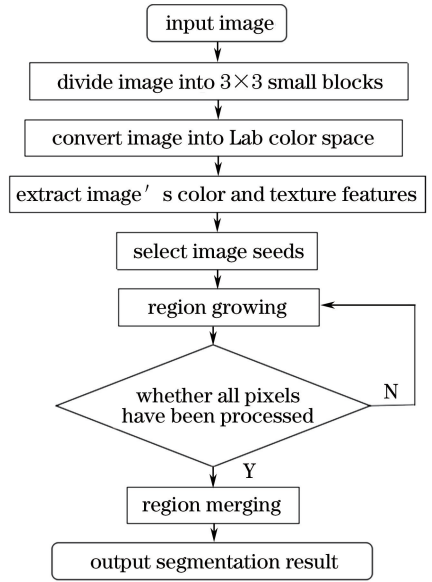 input image
divide image into 3×3 small blocks
convert image into Lab color space
extract image′ s color and texture features
select image seeds
region growing
whether all pixels
have been processed
N
Y
region merging
output segmentation result